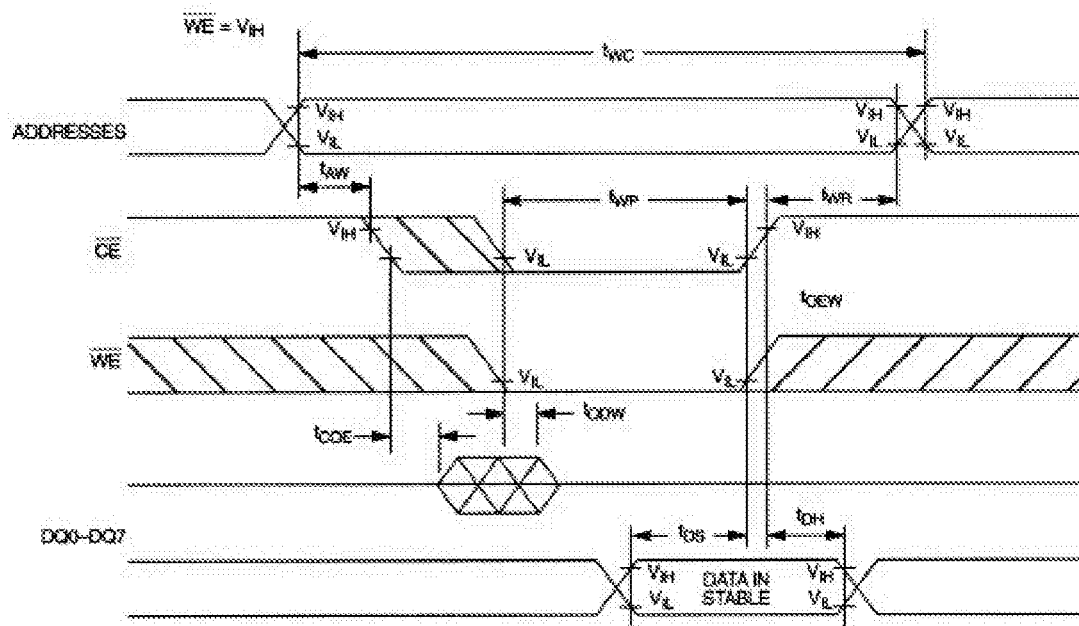 WE = VIH
tWC
ADDRESSES
VIH
VIH
VIH
VIL
VIL
VIL
tAW
tWP
tWR
CE
VIH
VIH
VIL
VIL
tOEW
WE
VIL
VIL
tCOE
tODW
DQ0–DQ7
tDS
tDH
VIH
DATA IN
STABLE
VIH
VIL
VIL